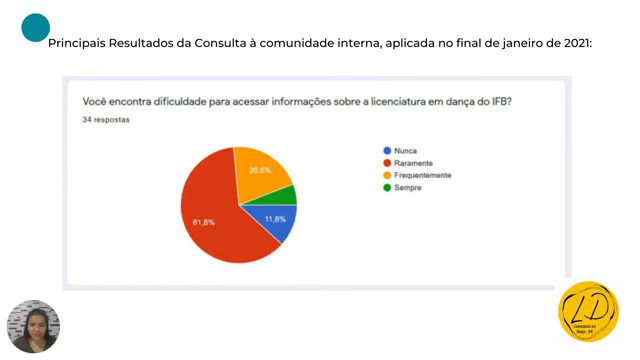 Principais Resultados da Consulta à comunidade interna, aplicada no final de janeiro de 2021:
Você encontra dificuldade para acessar informações sobre a licenciatura em dança do IFB?
34 respostas
Nunca
Raramente
Frequentemente
Sempre
20,6%
61,8%
11,8%
LD